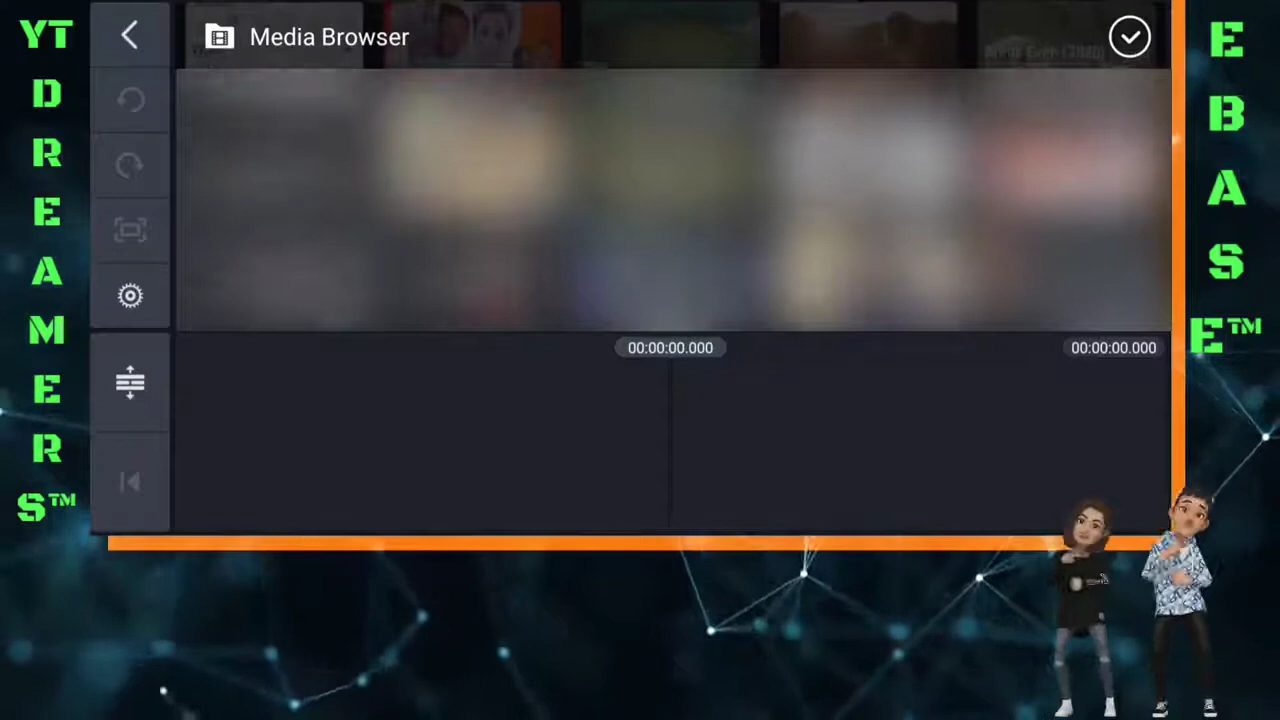 YT
D
R
E
A
M
E
R
S™
Media Browser
00:00:00.000
00:00:00.000
E
B
A
S
E™